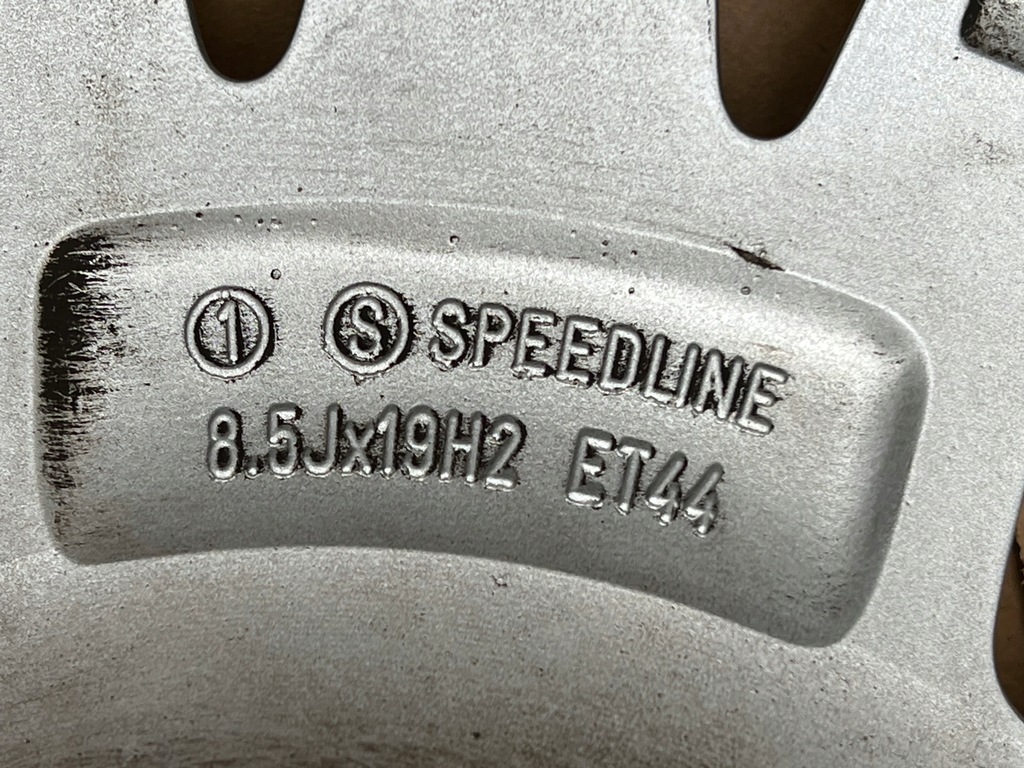 ① Ⓢ SPEEDLINE
8.5Jx19H2 ET44